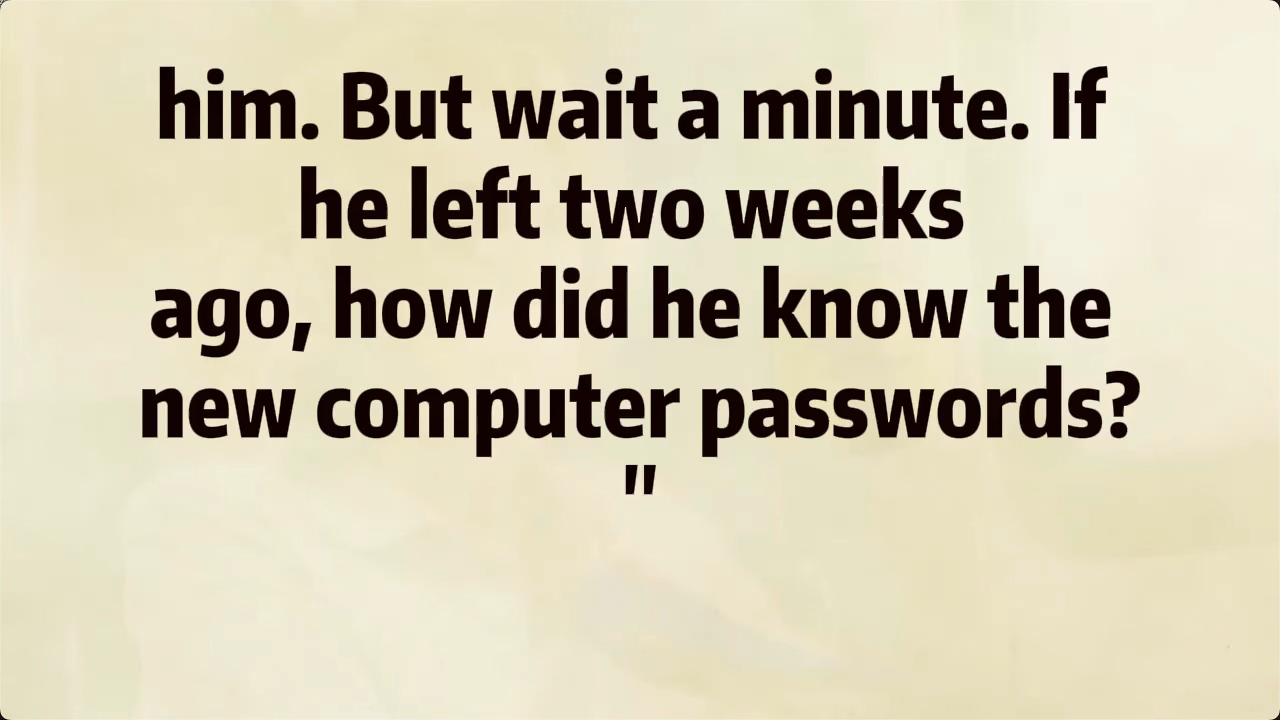 him. But wait a minute. If
he left two weeks
ago, how did he know the
new computer passwords?
"